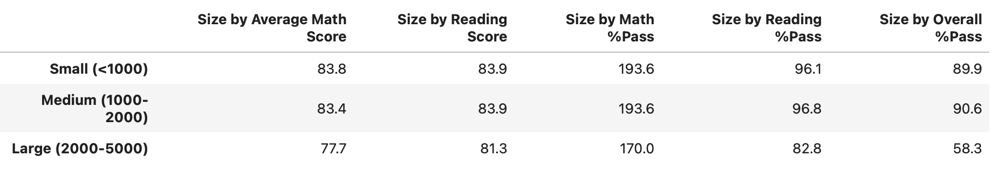 Size by Average Math Score Size by Reading Score Size by Math %Pass Size by Reading %Pass Size by Overall %Pass
Small (<1000) 83.8 83.9 193.6 96.1 89.9
Medium (1000-2000) 83.4 83.9 193.6 96.8 90.6
Large (2000-5000) 77.7 81.3 170.0 82.8 58.3